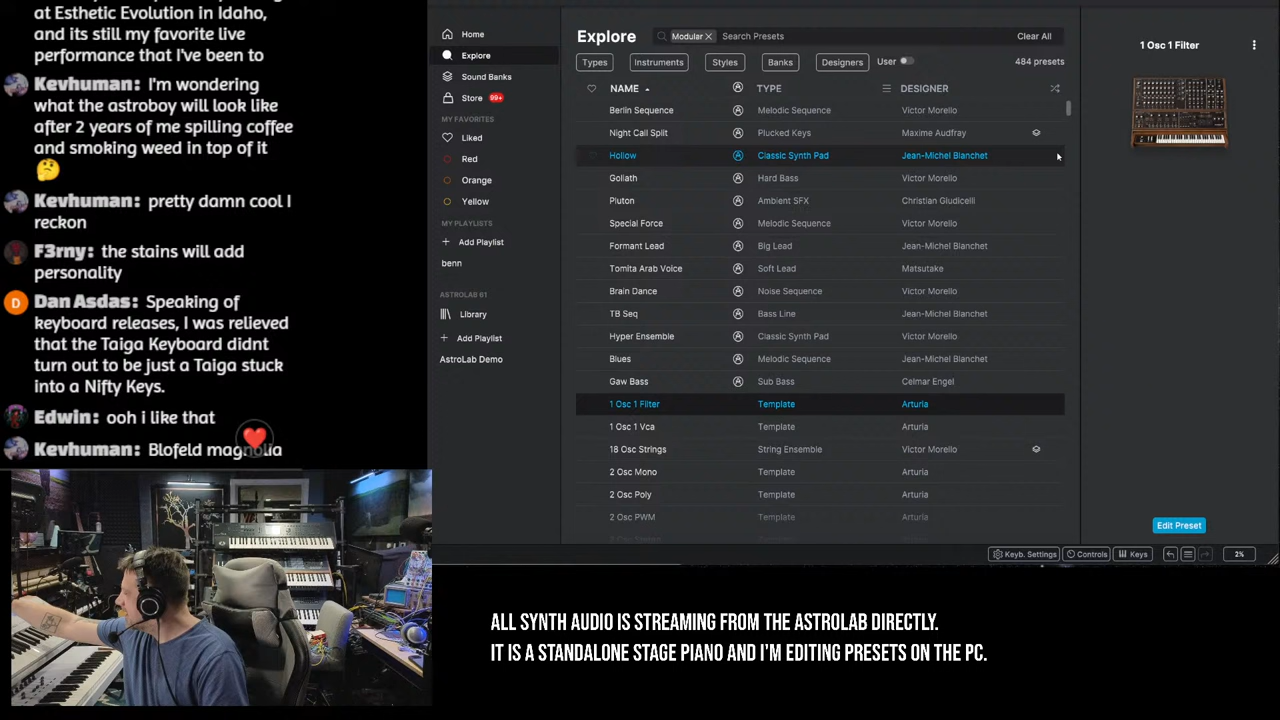 at Esthetic Evolution in Idaho,
and its still my favorite live
performance that I've been to
Kevhuman: I'm wondering
what the astroboy will look like
after 2 years of me spilling coffee
and smoking weed in top of it
Kevhuman: pretty damn cool I
reckon
F3rny: the stains will add
personality
D Dan Asdas: Speaking of
keyboard releases, I was relieved
that the Taiga Keyboard didnt
turn out to be just a Taiga stuck
into a Nifty Keys.
Edwin: ooh i like that
Kevhuman: Blofeld magnolia
Home
Explore
Sound Banks
Store 99+
MY FAVORITES
Liked
Red
Orange
Yellow
MY PLAYLISTS
Add Playlist
benn
ASTROLAB 61
Library
Add Playlist
AstroLab Demo
Explore Modular Search Presets Clear All
Types Instruments Styles Banks Designers User 484 presets
NAME TYPE DESIGNER
Berlin Sequence Melodic Sequence Victor Morello
Night Call Split Plucked Keys Maxime Audfray
Hollow Classic Synth Pad Jean-Michel Blanchet
Goliath Hard Bass Victor Morello
Pluton Ambient SFX Christian Giudicelli
Special Force Melodic Sequence Victor Morello
Formant Lead Big Lead Jean-Michel Blanchet
Tomita Arab Voice Soft Lead Matsutake
Brain Dance Noise Sequence Victor Morello
TB Seq Bass Line Jean-Michel Blanchet
Hyper Ensemble Classic Synth Pad Victor Morello
Blues Melodic Sequence Jean-Michel Blanchet
Gaw Bass Sub Bass Celmar Engel
1 Osc 1 Filter Template Arturia
1 Osc 1 Vca Template Arturia
18 Osc Strings String Ensemble Victor Morello
2 Osc Mono Template Arturia
2 Osc Poly Template Arturia
2 Osc PWM Template Arturia
1 Osc 1 Filter
Edit Preset
Keyb. Settings Controls Keys 2%
ALL SYNTH AUDIO IS STREAMING FROM THE ASTROLAB DIRECTLY.
IT IS A STANDALONE STAGE PIANO AND I'M EDITING PRESETS ON THE PC.